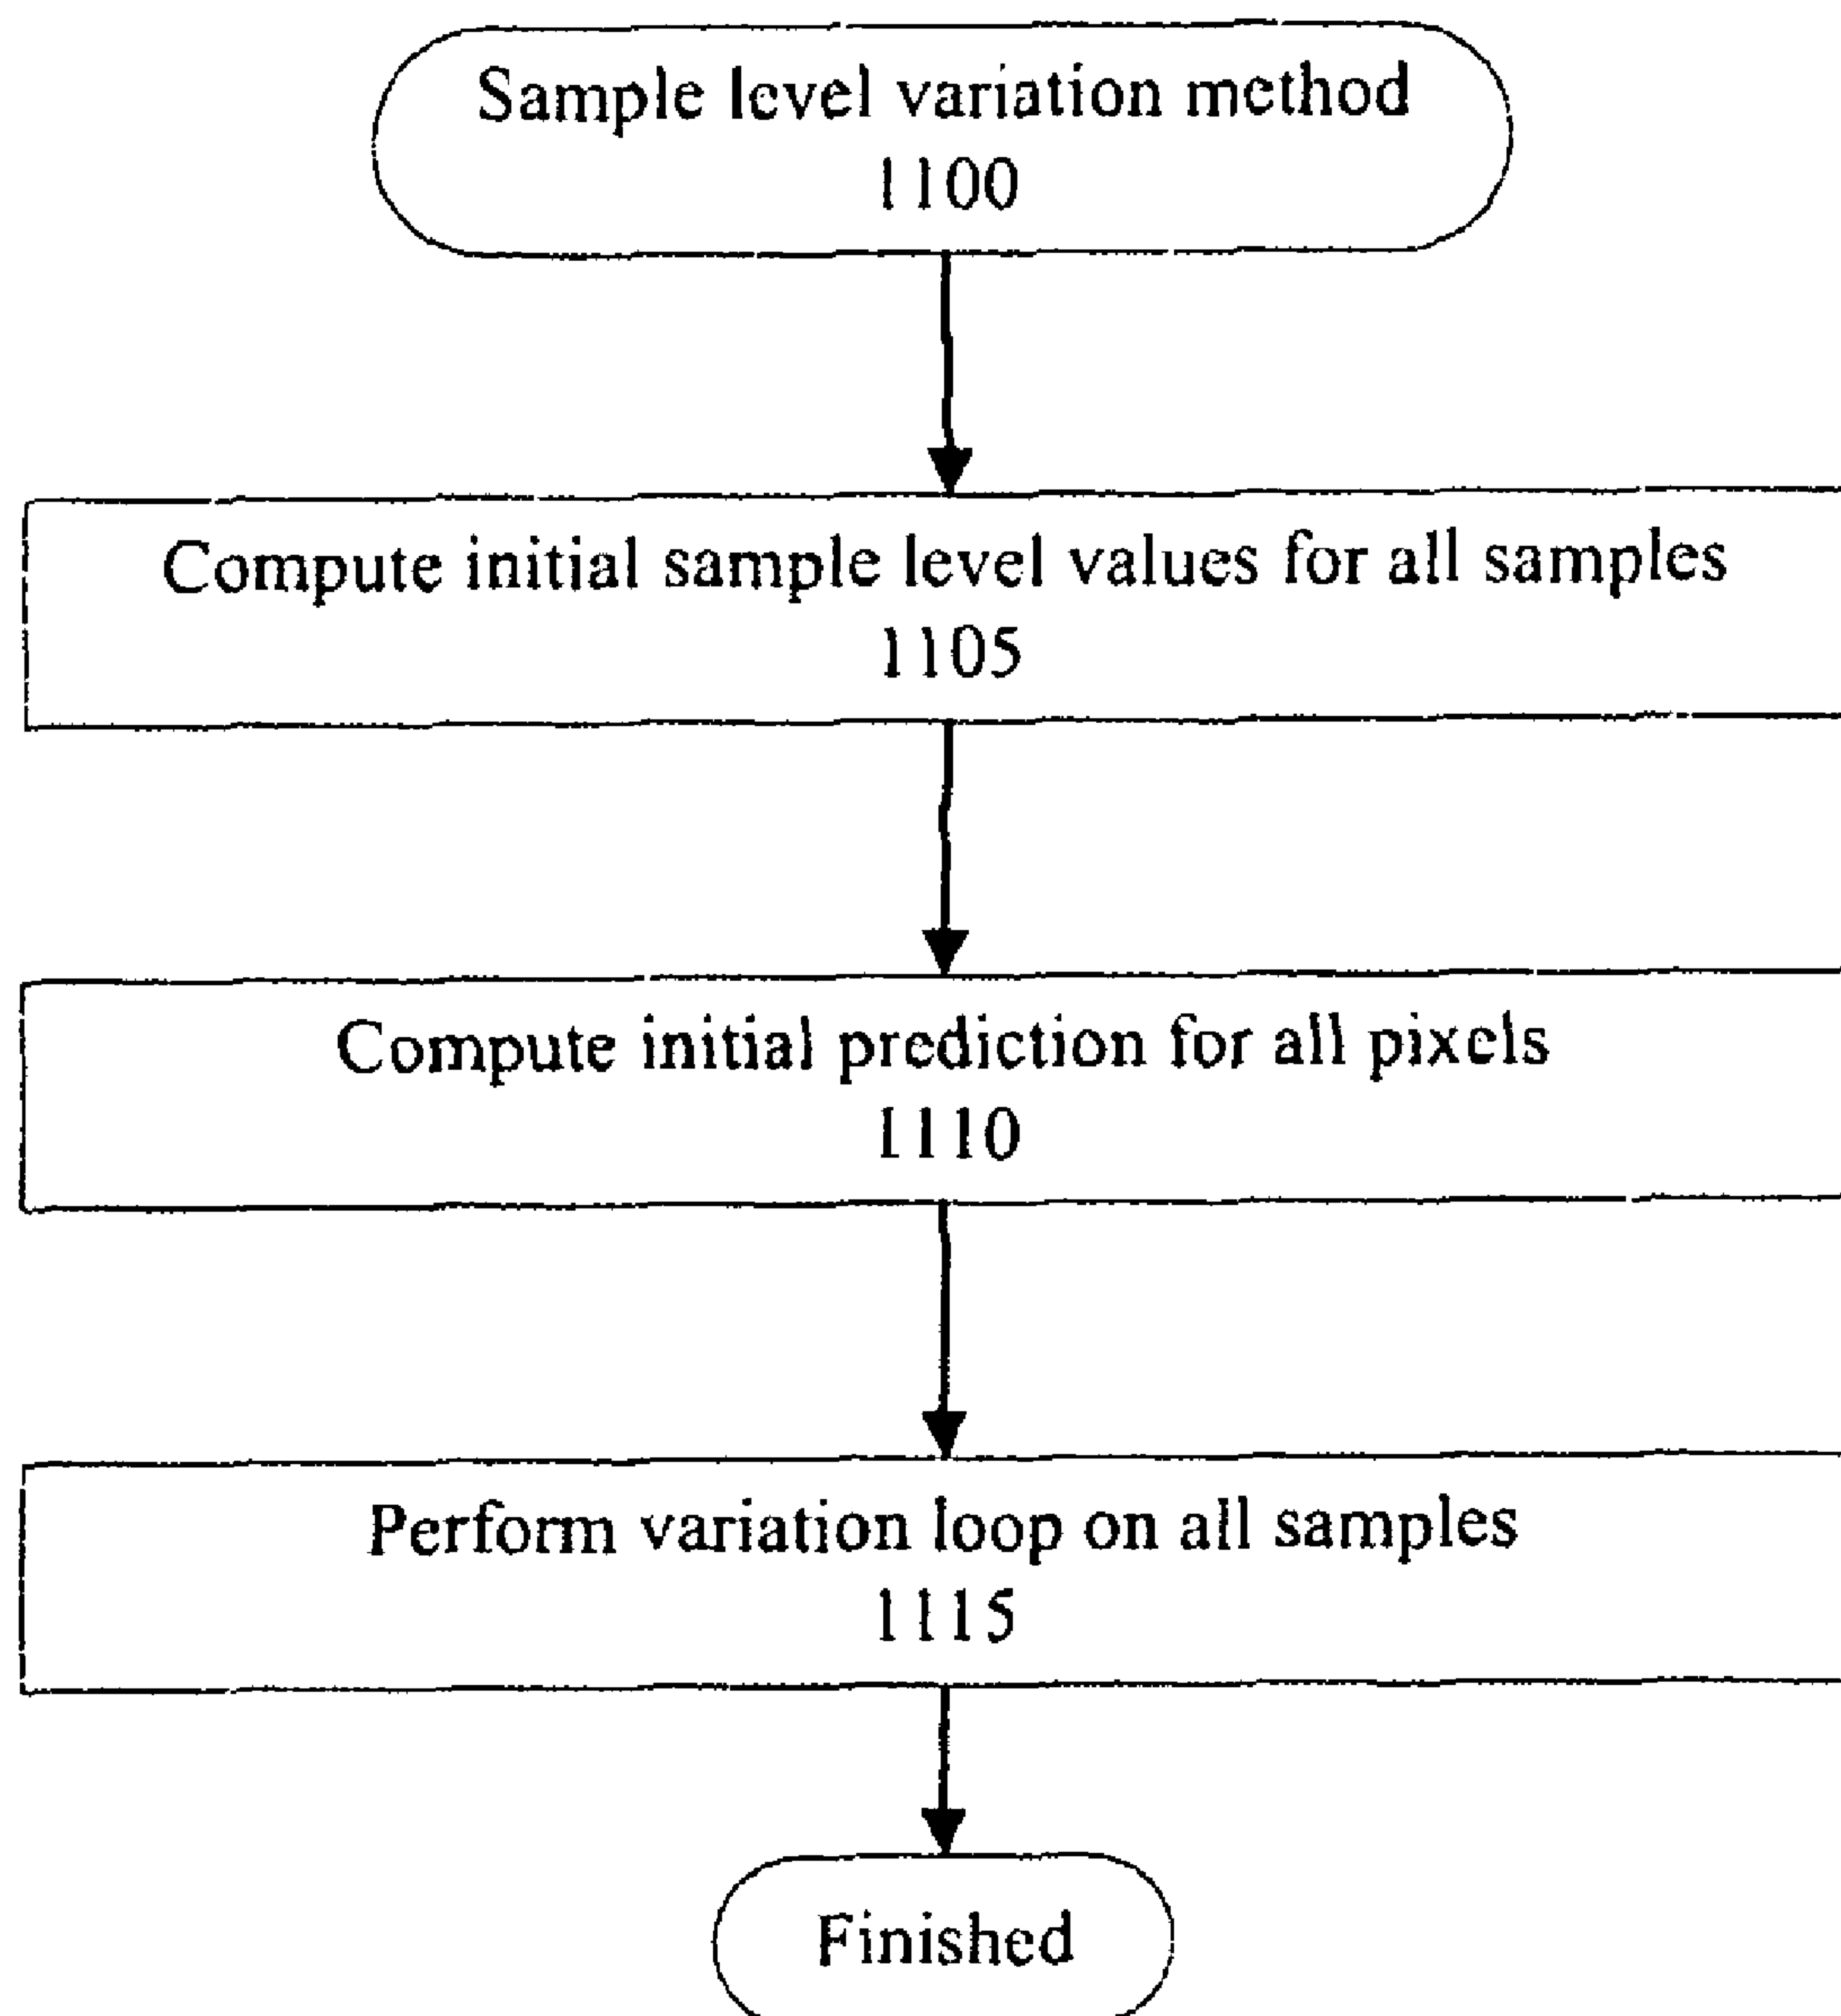 Sample level variation method
1100
Compute initial sample level values for all samples
1105
Compute initial prediction for all pixels
1110
Perform variation loop on all samples
1115
Finished